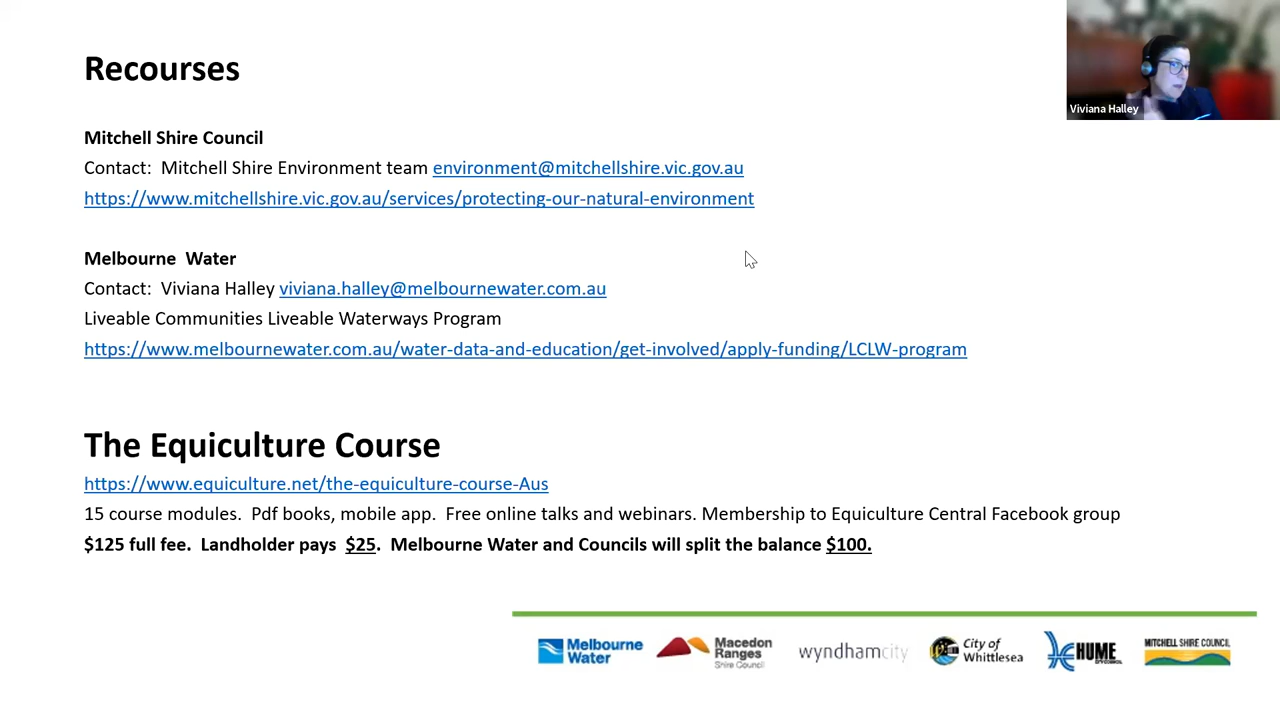 Recourses
Viviana Halley
Mitchell Shire Council
Contact:  Mitchell Shire Environment team environment@mitchellshire.vic.gov.au
https://www.mitchellshire.vic.gov.au/services/protecting-our-natural-environment
Melbourne  Water
Contact:  Viviana Halley viviana.halley@melbournewater.com.au
Liveable Communities Liveable Waterways Program
https://www.melbournewater.com.au/water-data-and-education/get-involved/apply-funding/LCLW-program
The Equiculture Course
https://www.equiculture.net/the-equiculture-course-Aus
15 course modules.  Pdf books, mobile app.  Free online talks and webinars. Membership to Equiculture Central Facebook group
$125 full fee.  Landholder pays  $25.  Melbourne Water and Councils will split the balance $100.
Melbourne
Water
Macedon
Ranges
Shire Council
wyndhamcity
City of
Whittlesea
HUME
CITY COUNCIL
MITCHELL SHIRE COUNCIL